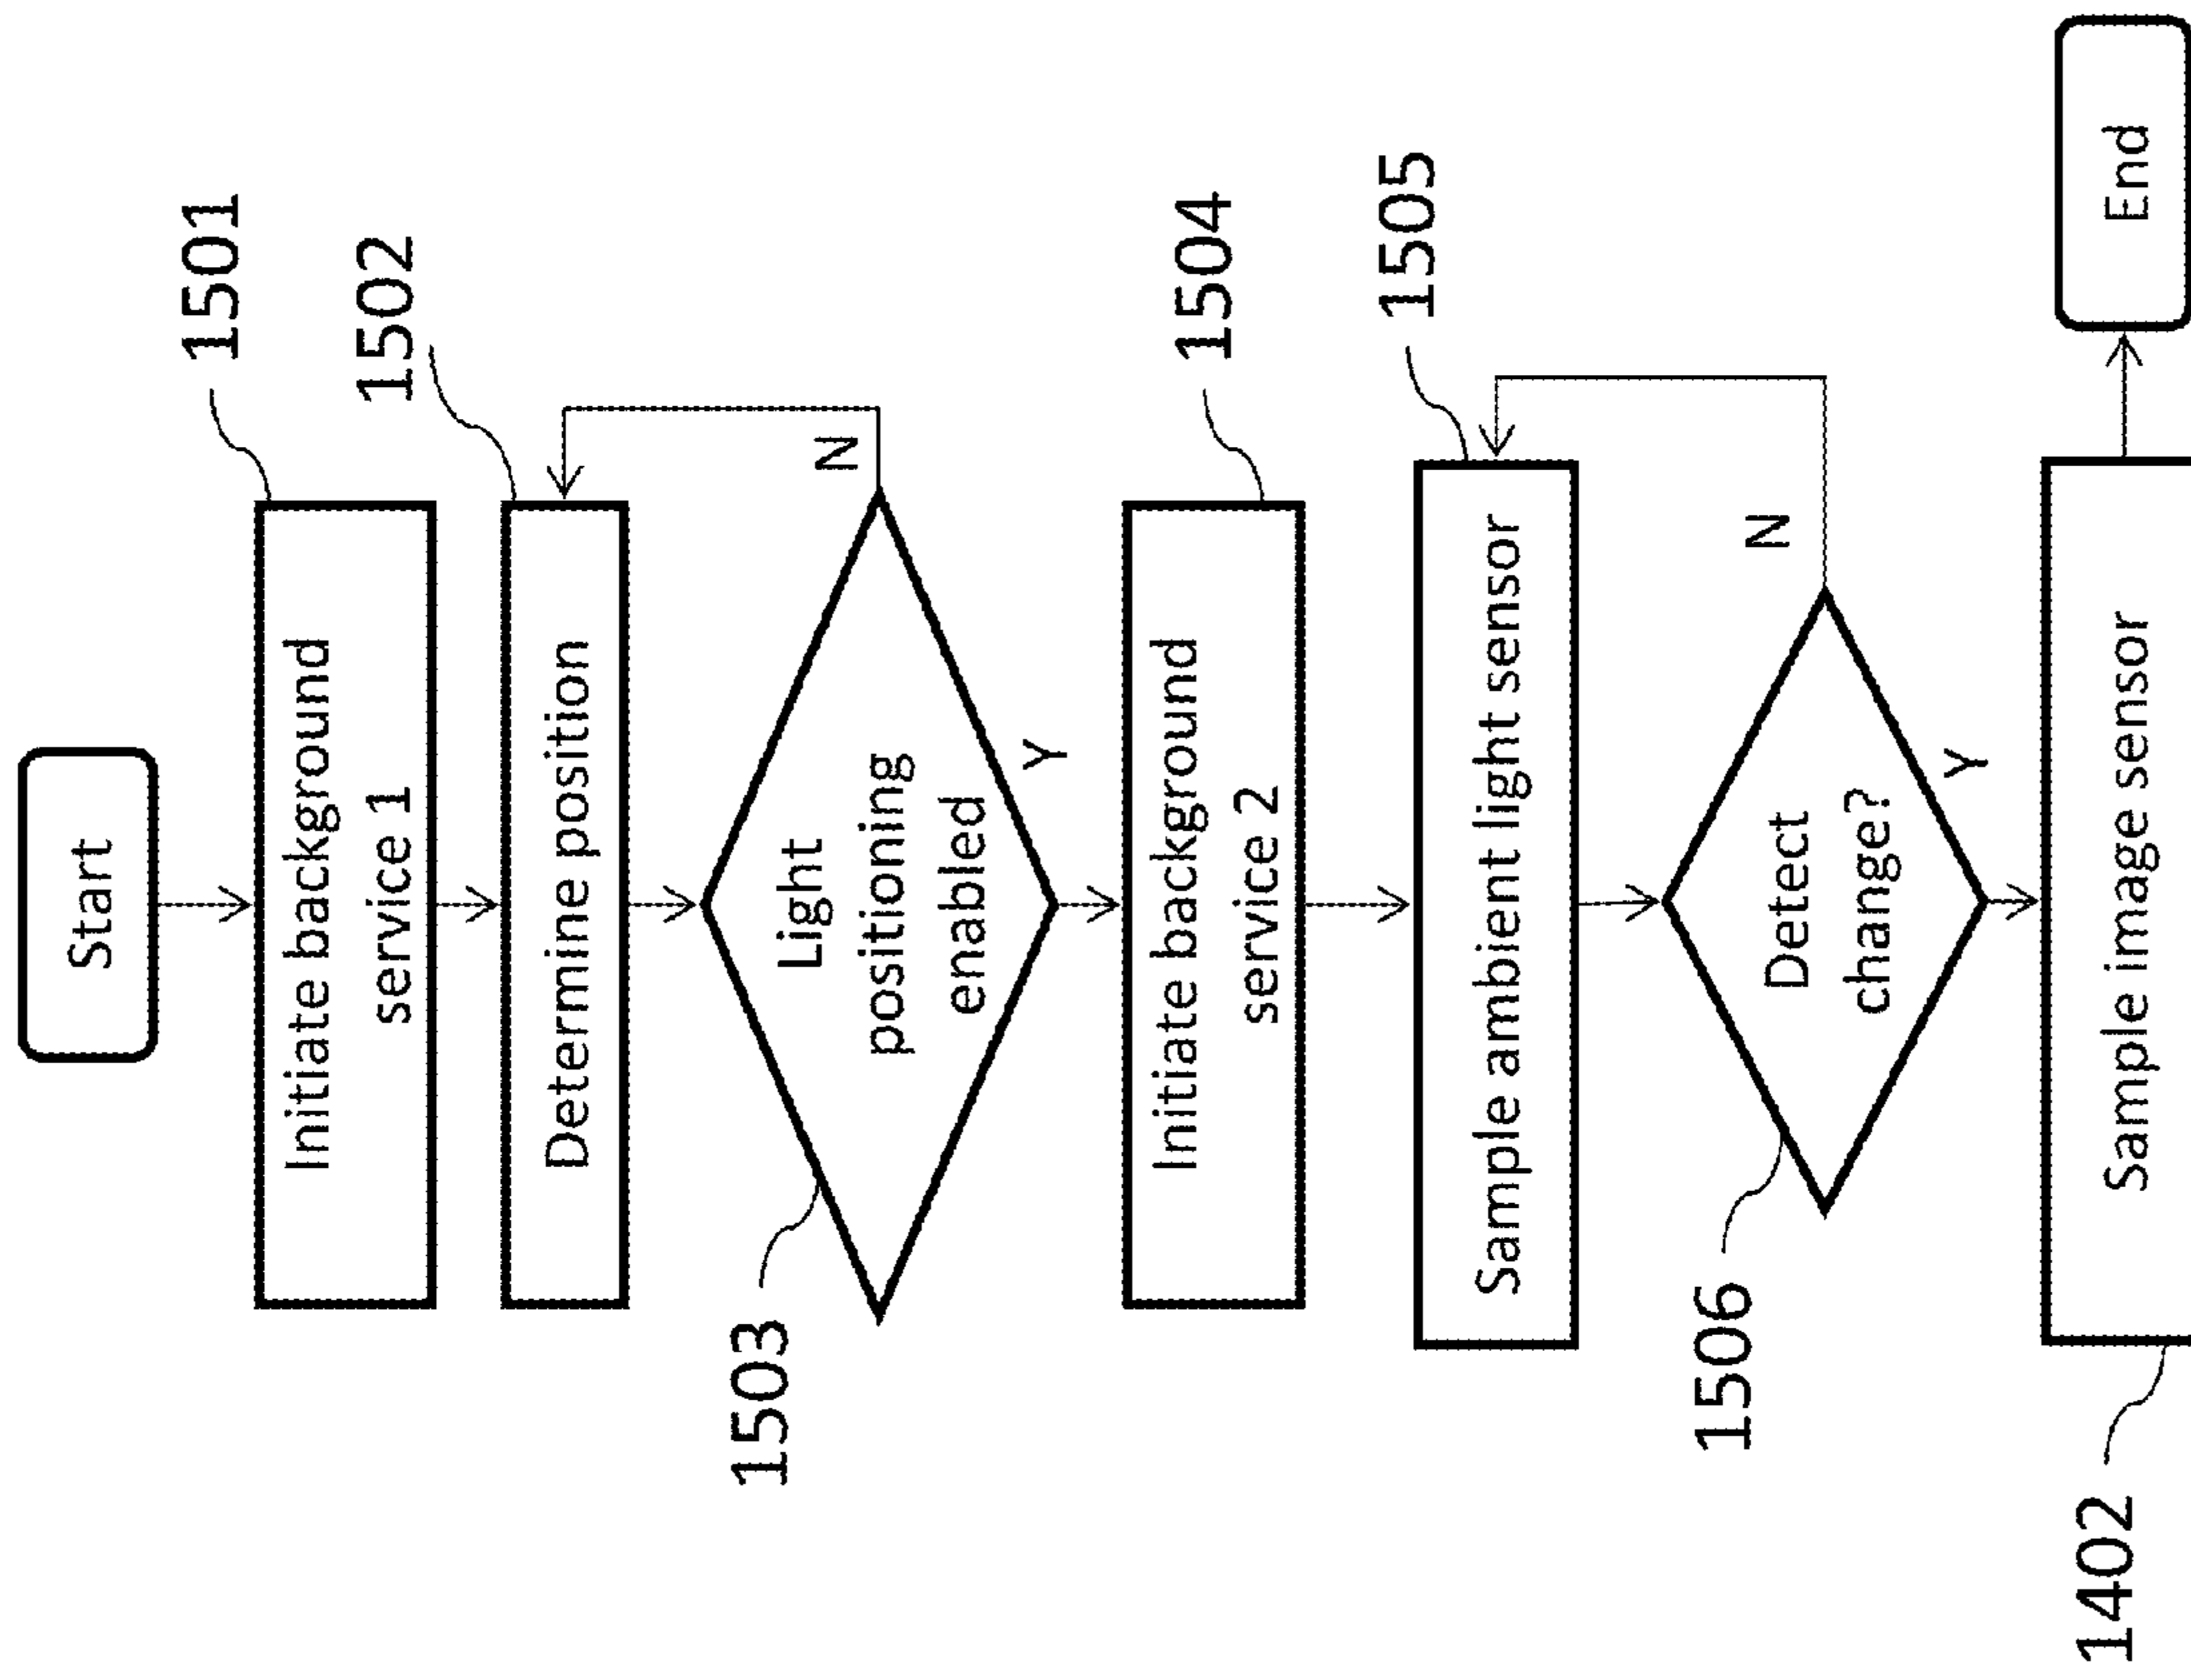 Start
1501
Initiate background
service 1
1502
Determine position
1503
Light
positioning
enabled
N
Y
1504
Initiate background
service 2
1505
Sample ambient light sensor
1506
Detect
change?
N
Y
1402
Sample image sensor
End